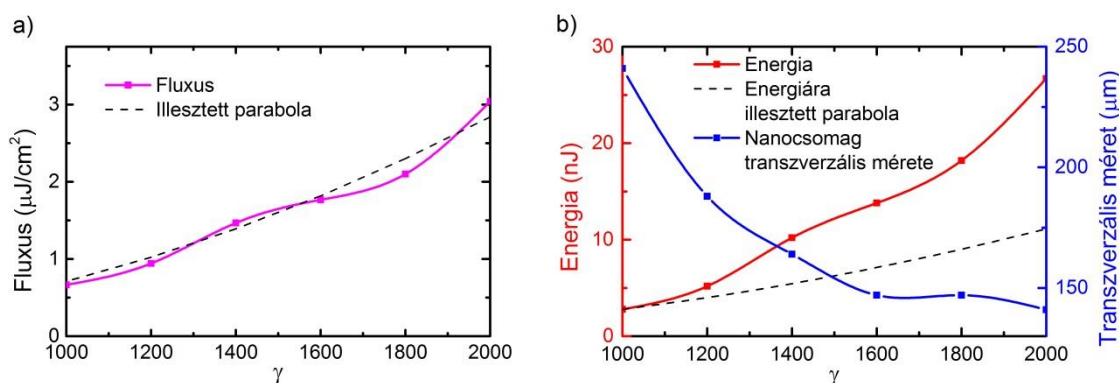 a)
Fluxus
Illesztett parabola
Fluxus (μJ/cm²)
3
2
1
0
1000 1200 1400 1600 1800 2000
γ
b)
Energia
Energiára
illesztett parabola
Nanocsomag
transzverzális mérete
Energia (nJ)
30
20
10
0
1000 1200 1400 1600 1800 2000
γ
250
200
150
Transzverzális méret (μm)